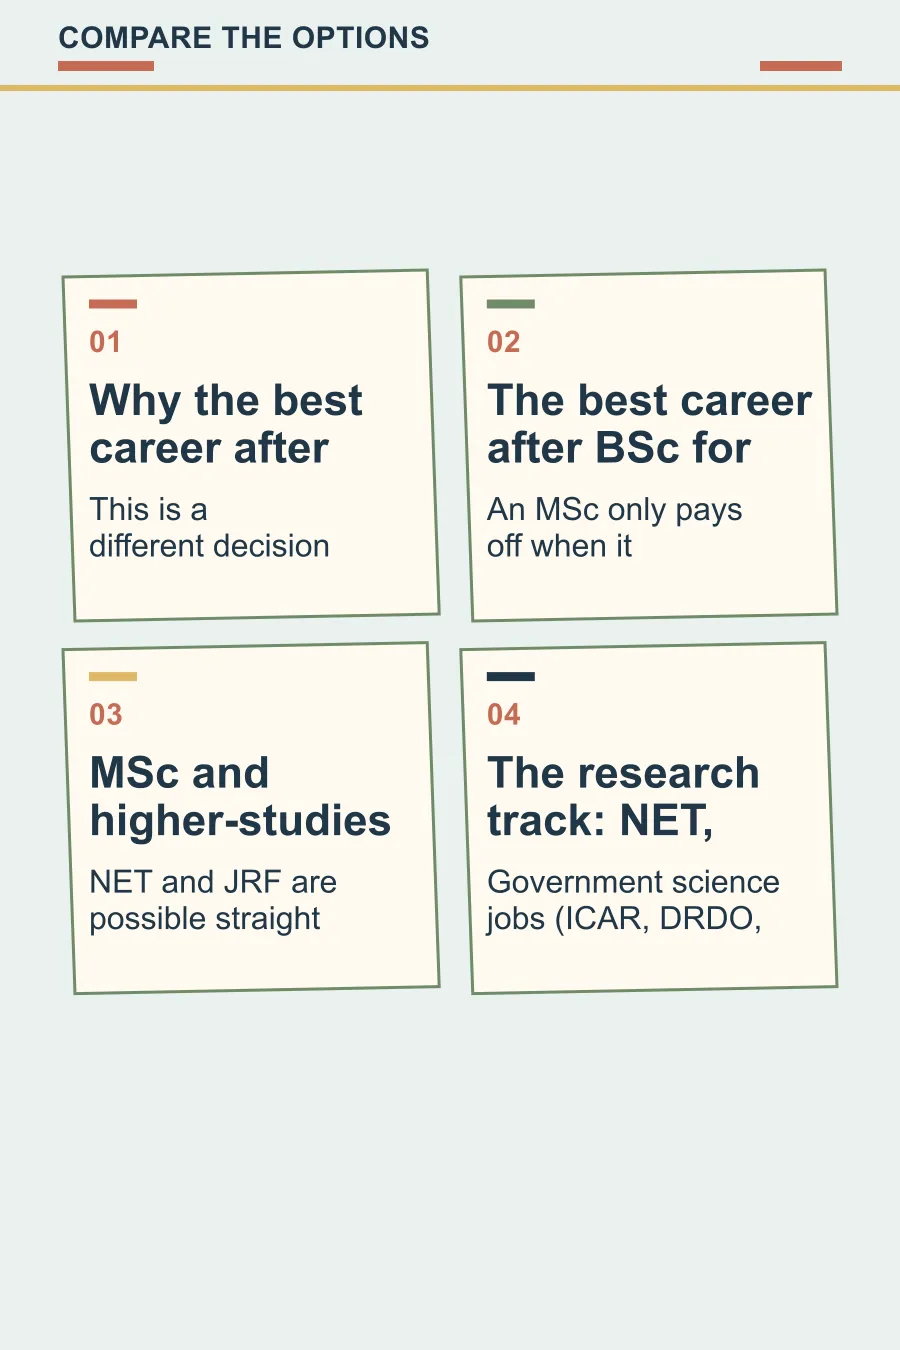 COMPARE THE OPTIONS
01
Why the best
career after
This is a
different decision
02
The best career
after BSc for
An MSc only pays
off when it
03
MSc and
higher-studies
NET and JRF are
possible straight
04
The research
track: NET,
Government science
jobs (ICAR, DRDO,